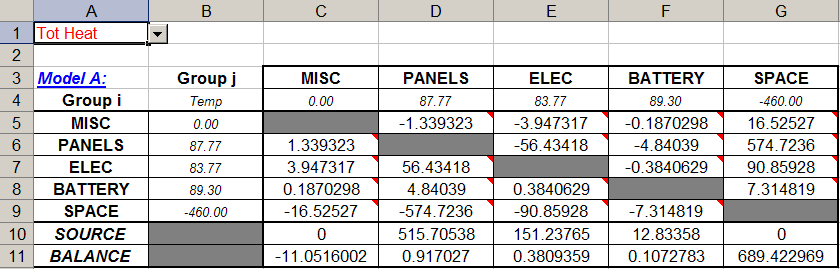 A B C D E F G
1 Tot Heat
2
3 Model A: Group j MISC PANELS ELEC BATTERY SPACE
4 Group i Temp 0.00 87.77 83.77 89.30 -460.00
5 MISC 0.00 -1.339323 -3.947317 -0.1870298 16.52527
6 PANELS 87.77 1.339323 -56.43418 -4.84039 574.7236
7 ELEC 83.77 3.947317 56.43418 -0.3840629 90.85928
8 BATTERY 89.30 0.1870298 4.84039 0.3840629 7.314819
9 SPACE -460.00 -16.52527 -574.7236 -90.85928 -7.314819
10 SOURCE 0 515.70538 151.23765 12.83358 0
11 BALANCE -11.0516002 0.917027 0.3809359 0.1072783 689.422969